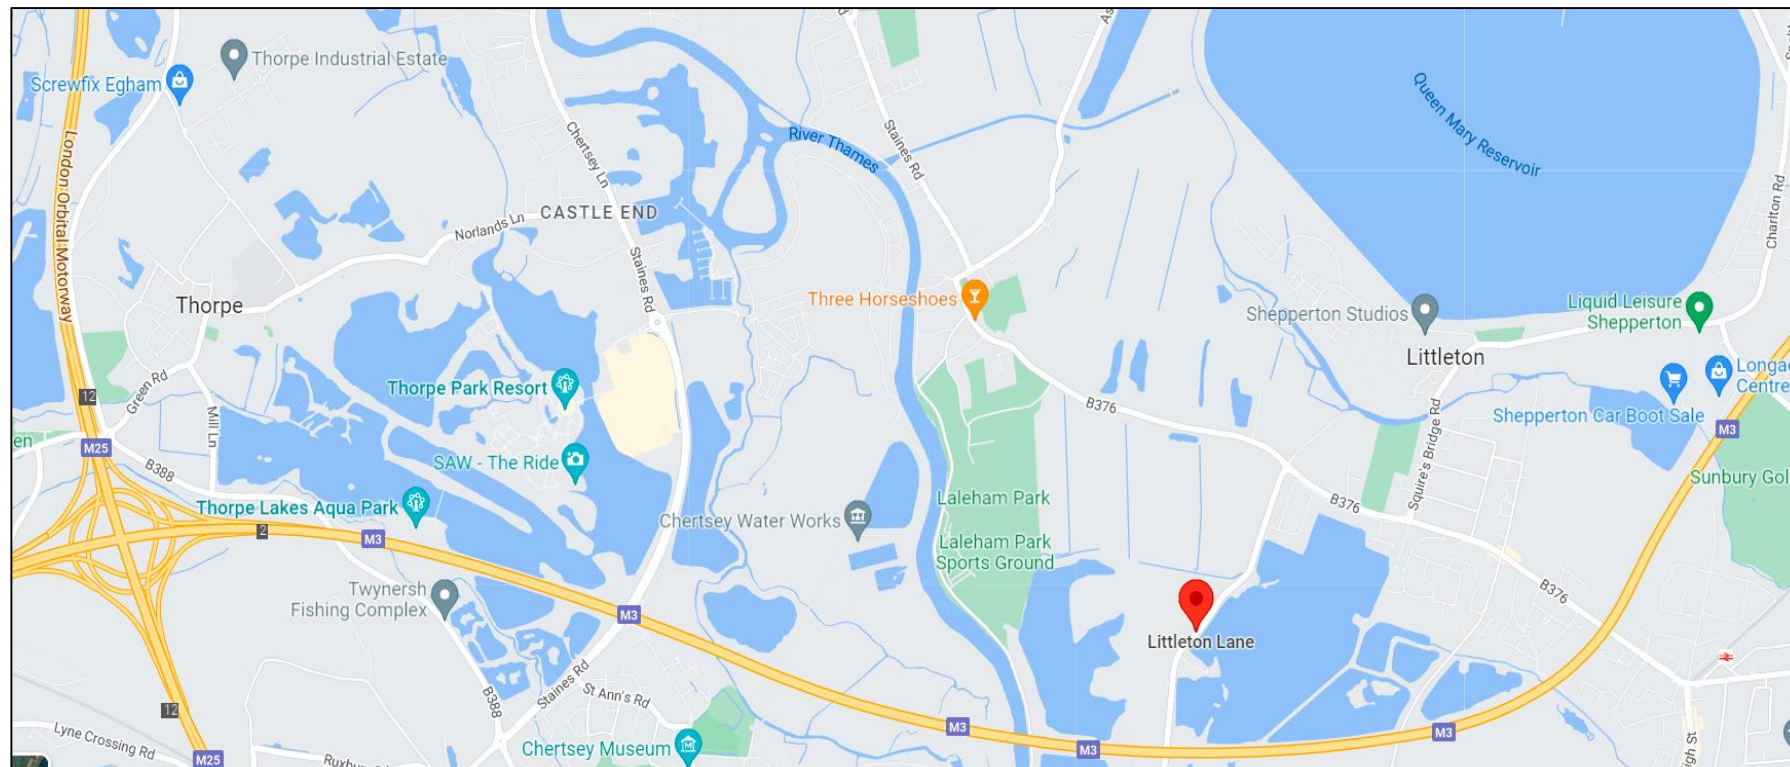 Thorpe Industrial Estate
Screwfix Egham
London Orbital Motorway
Chertsey Ln
River Thames
Staines Rd
Queen Mary Reservoir
Charlton Rd
CASTLE END
Norlands Ln
Staines Rd
Thorpe
Three Horseshoes
Shepperton Studios
Liquid Leisure
Shepperton
Littleton
Green Rd
Thorpe Park Resort
12
Mill Ln
B376
Longac
Centre
Shepperton Car Boot Sale
M3
Squire's Bridge Rd
en
M25
B388
SAW - The Ride
Sunbury Gol
Thorpe Lakes Aqua Park
Laleham Park
B376
Chertsey Water Works
2
M3
Laleham Park
Sports Ground
Twynersh
Fishing Complex
M3
B376
Littleton Lane
B388
Staines Rd
St Ann's Rd
12
Lyne Crossing Rd
M25
Chertsey Museum
M3
M3
M3
igh St